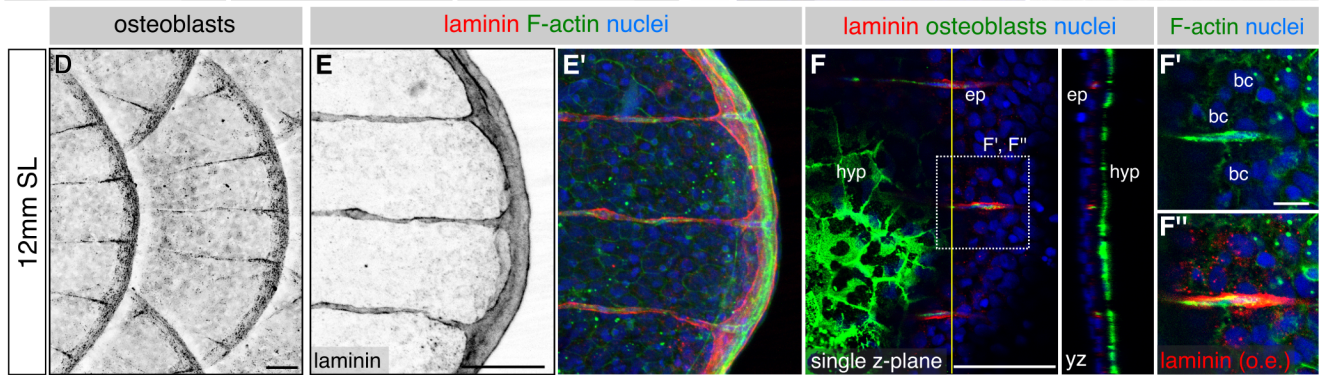 osteoblasts
laminin F-actin nuclei
laminin osteoblasts nuclei
F-actin nuclei
12mm SL
D
E
laminin
E'
F
ep
F', F"
hyp
single z-plane
ep
hyp
yz
F'
bc
bc
bc
F"
laminin (o.e.)